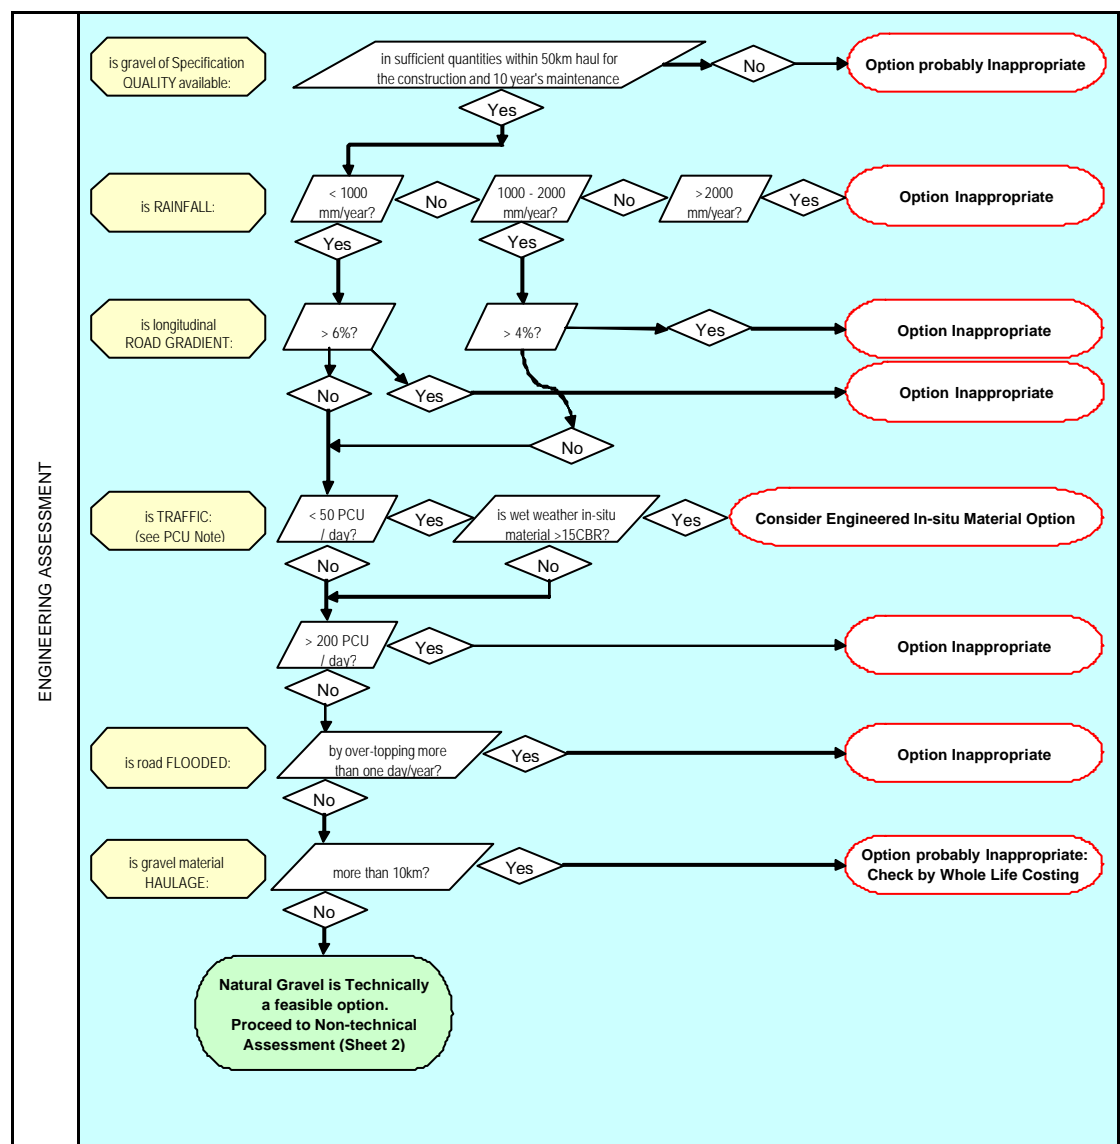 ENGINEERING ASSESSMENT
is gravel of Specification
QUALITY available:
in sufficient quantities within 50km haul for
the construction and 10 year's maintenance
No
Option probably Inappropriate
Yes
is RAINFALL:
< 1000
mm/year?
No
1000 - 2000
mm/year?
No
> 2000
mm/year?
Yes
Option Inappropriate
Yes
Yes
is longitudinal
ROAD GRADIENT:
> 6%?
> 4%?
Yes
Option Inappropriate
No
Yes
Option Inappropriate
No
is TRAFFIC:
(see PCU Note)
< 50 PCU
/ day?
Yes
is wet weather in-situ
material >15CBR?
Yes
Consider Engineered In-situ Material Option
No
No
> 200 PCU
/ day?
Yes
Option Inappropriate
No
is road FLOODED:
by over-topping more
than one day/year?
Yes
Option Inappropriate
No
is gravel material
HAULAGE:
more than 10km?
Yes
Option probably Inappropriate:
Check by Whole Life Costing
No
Natural Gravel is Technically
a feasible option.
Proceed to Non-technical
Assessment (Sheet 2)